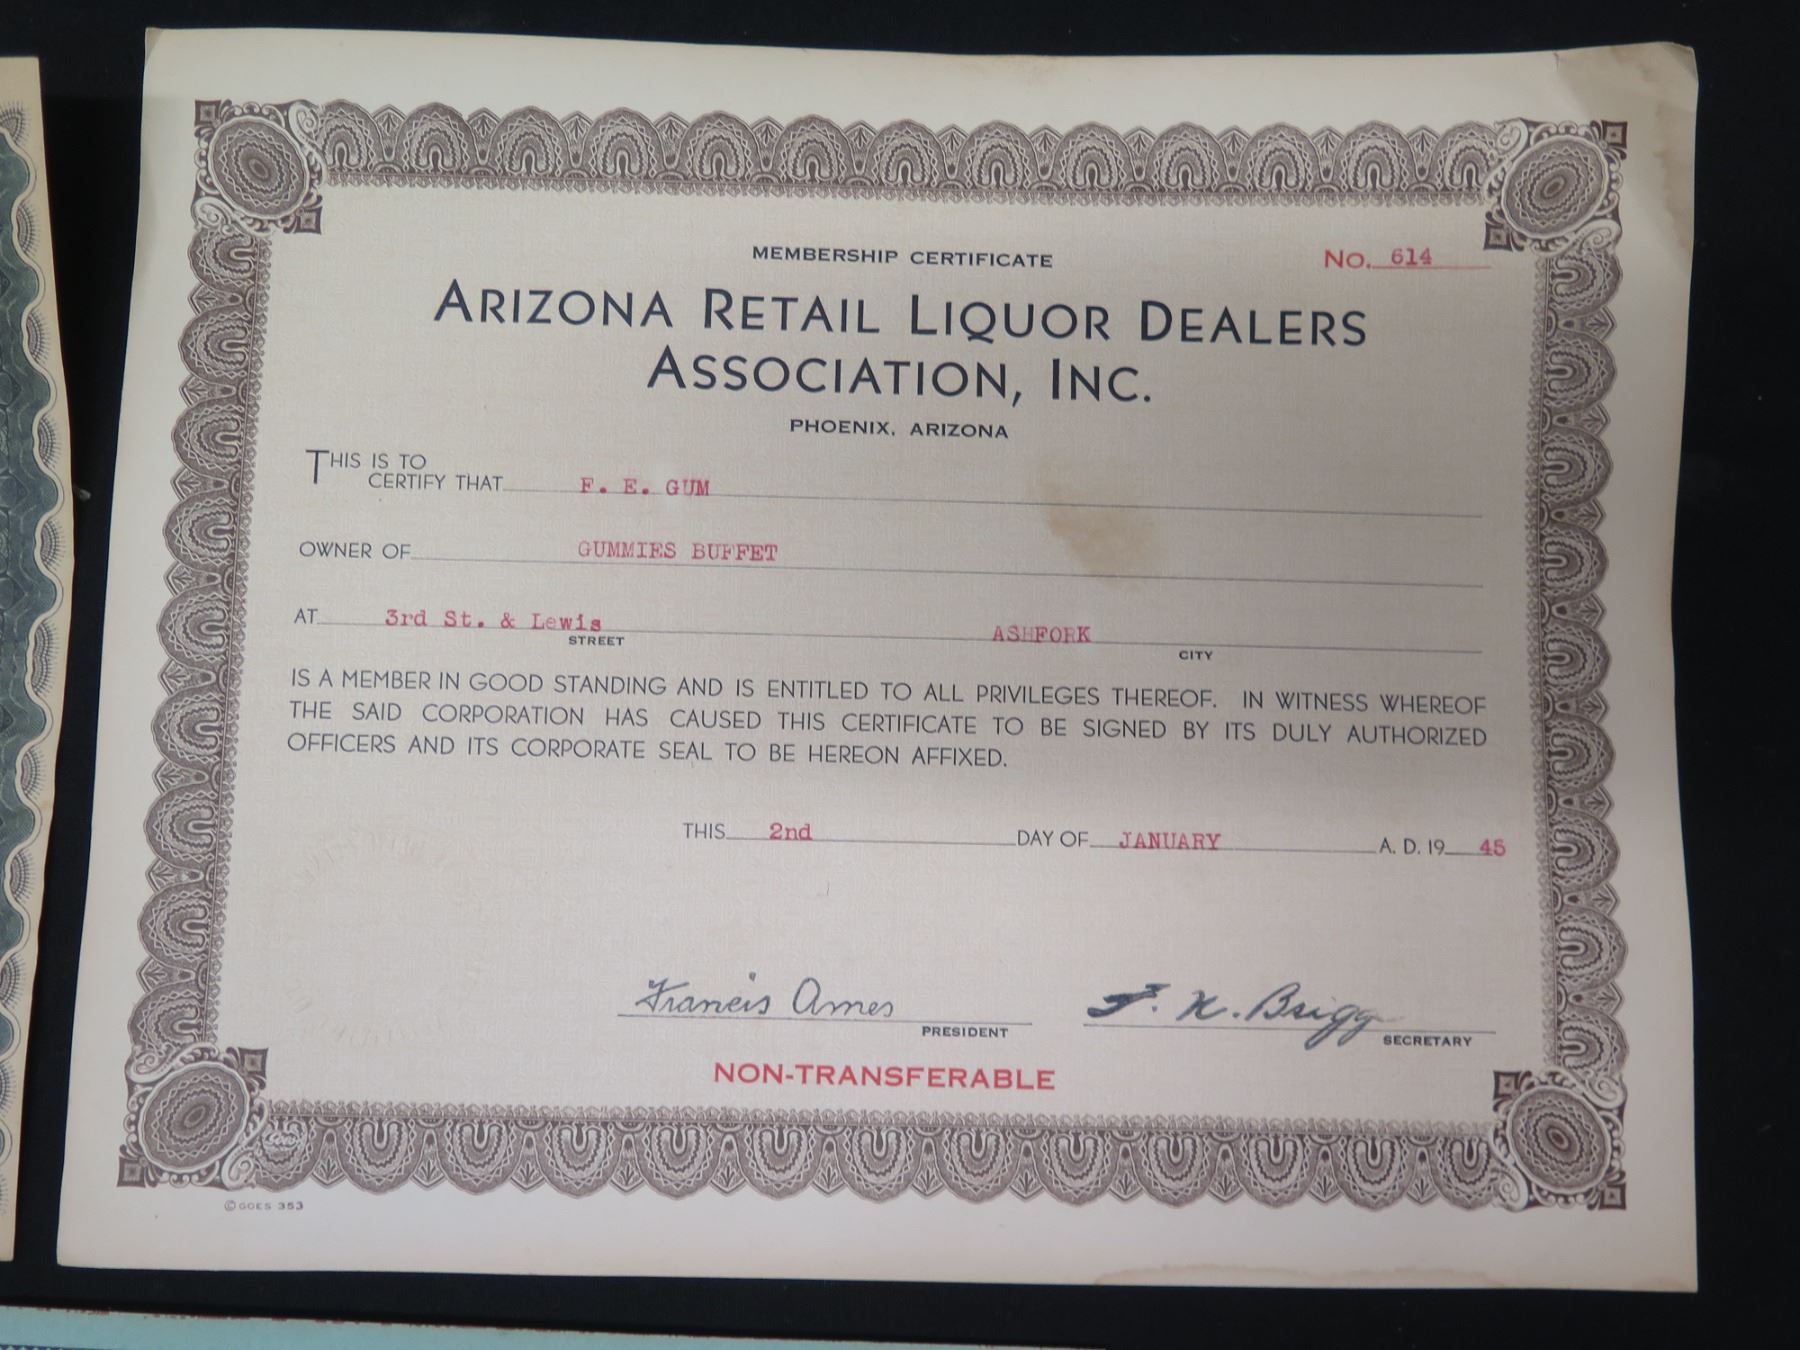 MEMBERSHIP CERTIFICATE
No. 614
ARIZONA RETAIL LIQUOR DEALERS
ASSOCIATION, INC.
PHOENIX, ARIZONA
THIS IS TO
CERTIFY THAT F. E. GUM
OWNER OF GUMMIES BUFFET
AT 3rd St. & Lewis ASHFORK
STREET CITY
IS A MEMBER IN GOOD STANDING AND IS ENTITLED TO ALL PRIVILEGES THEREOF. IN WITNESS WHEREOF
THE SAID CORPORATION HAS CAUSED THIS CERTIFICATE TO BE SIGNED BY ITS DULY AUTHORIZED
OFFICERS AND ITS CORPORATE SEAL TO BE HEREON AFFIXED.
THIS 2nd DAY OF JANUARY A. D. 19 45
Francis Ames F. N. Brigg
PRESIDENT SECRETARY
NON-TRANSFERABLE
Goes
© GOES 353